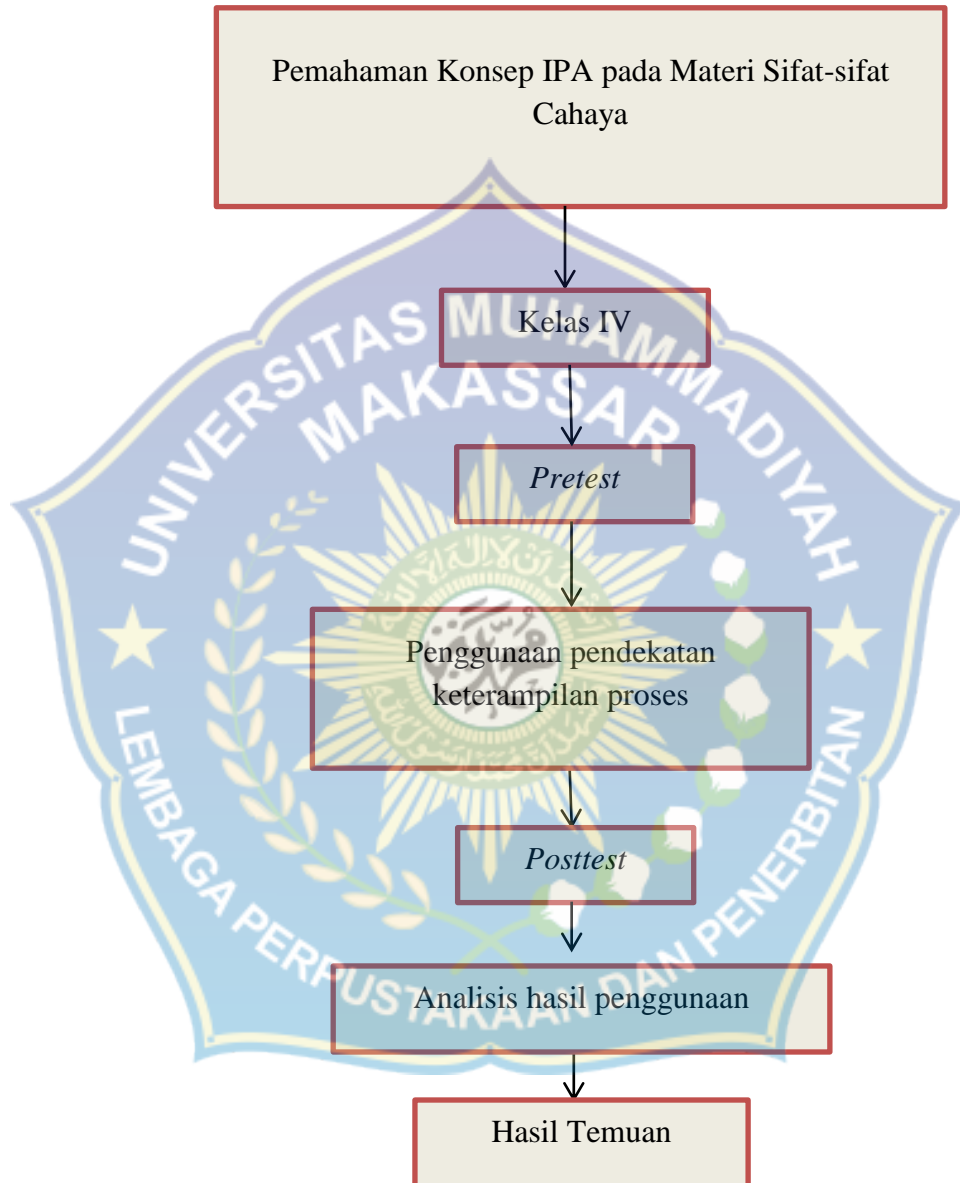 Pemahaman Konsep IPA pada Materi Sifat-sifat
Cahaya
Kelas IV
Pretest
Penggunaan pendekatan
keterampilan proses
Posttest
Analisis hasil penggunaan
Hasil Temuan
UNIVERSITAS MUHAMMADIYAH
MAKASSAR
LEMBAGA PERPUSTAKAAN DAN PENERBITAN